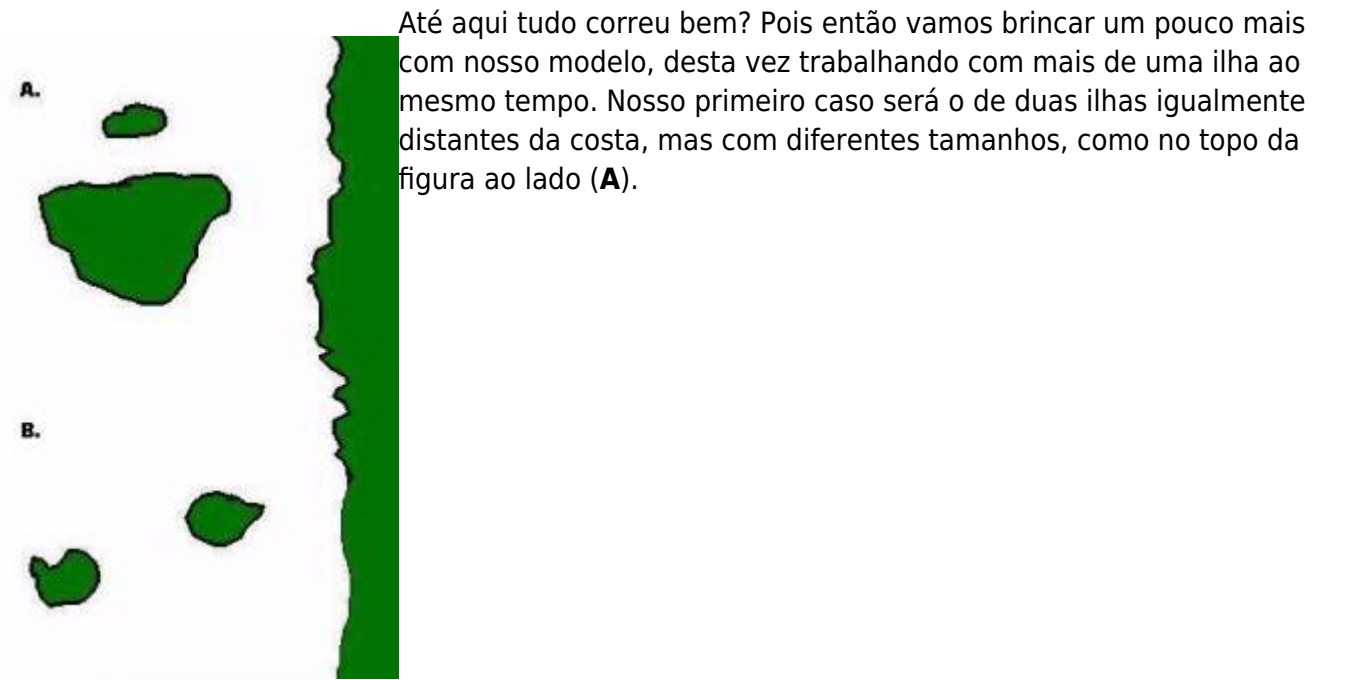 Até aqui tudo correu bem? Pois então vamos brincar um pouco mais
com nosso modelo, desta vez trabalhando com mais de uma ilha ao
mesmo tempo. Nosso primeiro caso será o de duas ilhas igualmente
distantes da costa, mas com diferentes tamanhos, como no topo da
figura ao lado (A).
A.
B.